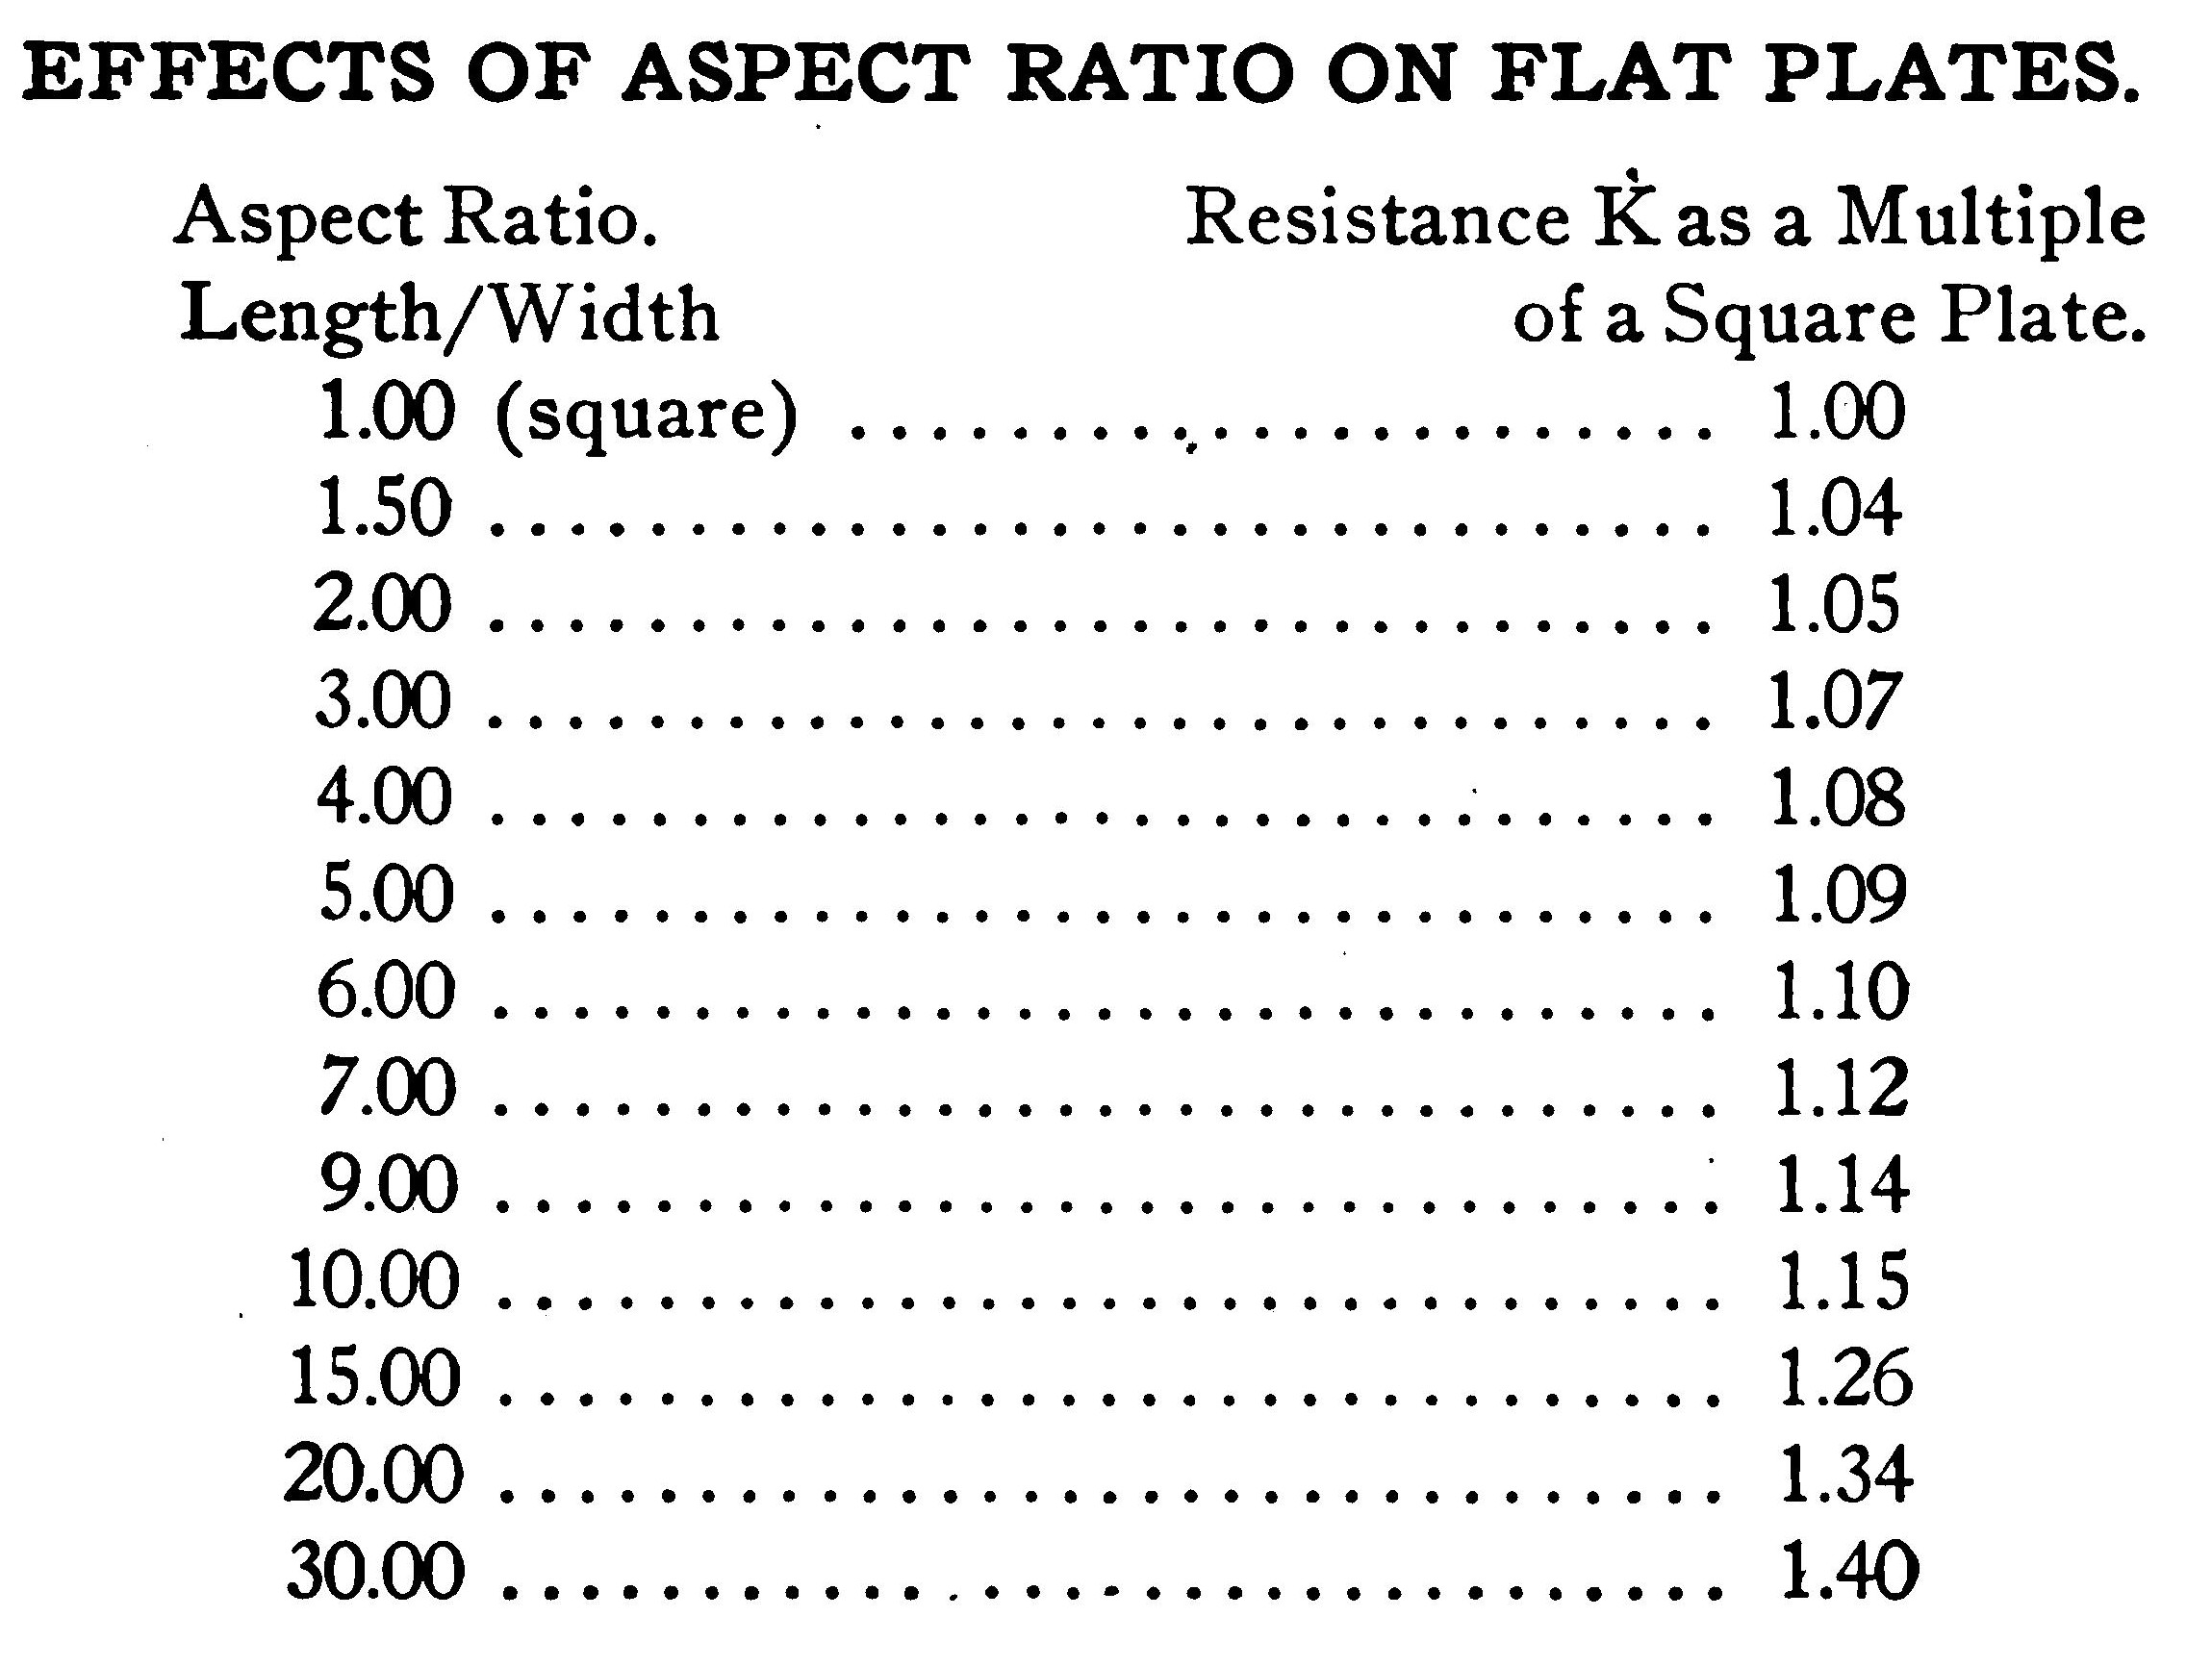 EFFECTS OF ASPECT RATIO ON FLAT PLATES.
Aspect Ratio. Resistance K as a Multiple
Length/Width of a Square Plate.
1.00 (square) ...................... 1.00
1.50 ............................... 1.04
2.00 ............................... 1.05
3.00 ............................... 1.07
4.00 ............................... 1.08
5.00 ............................... 1.09
6.00 ............................... 1.10
7.00 ............................... 1.12
9.00 ............................... 1.14
10.00 ............................... 1.15
15.00 ............................... 1.26
20.00 ............................... 1.34
30.00 ............................... 1.40